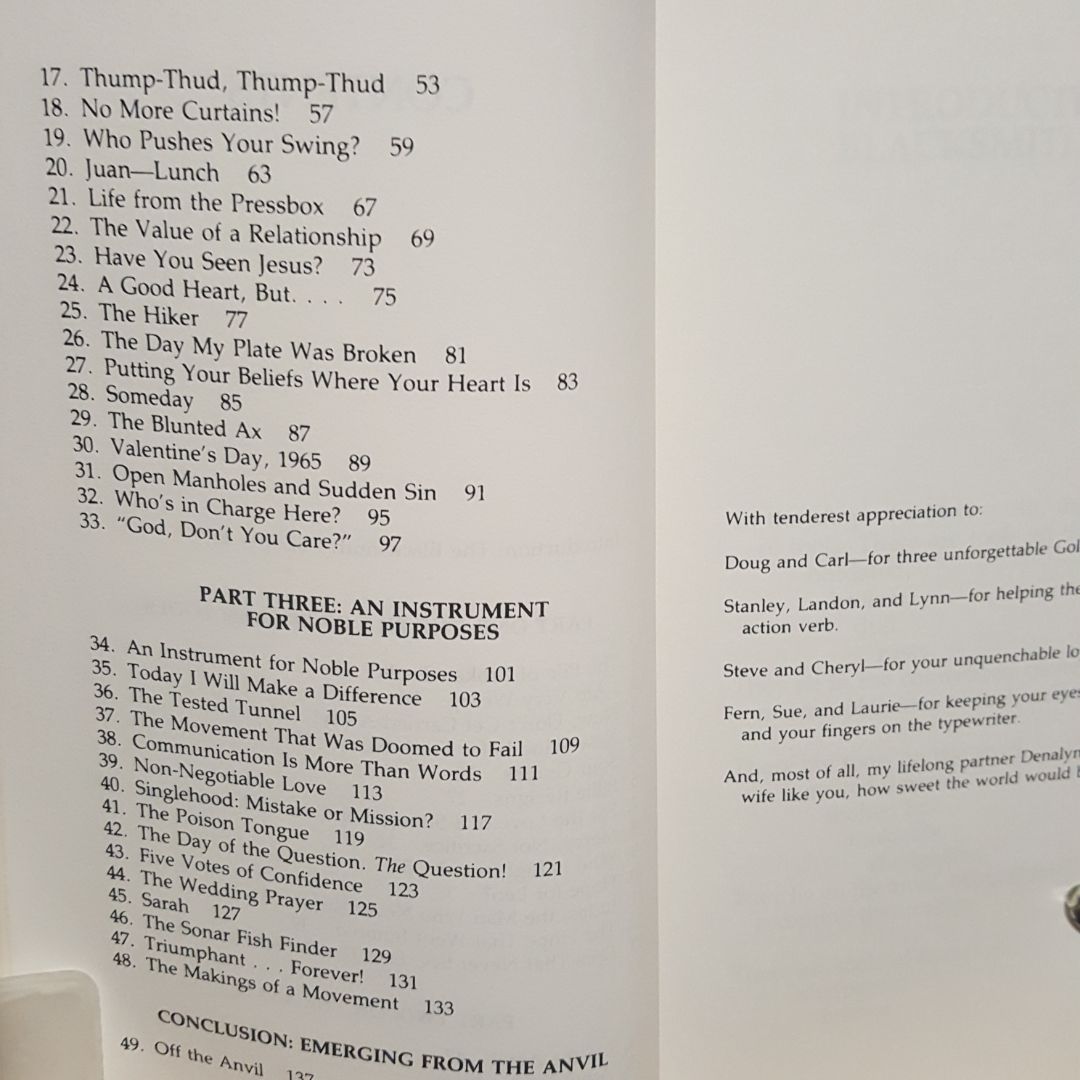 17. Thump-Thud, Thump-Thud 53
18. No More Curtains! 57
19. Who Pushes Your Swing? 59
20. Juan—Lunch 63
21. Life from the Pressbox 67
22. The Value of a Relationship 69
23. Have You Seen Jesus? 73
24. A Good Heart, But. . . . 75
25. The Hiker 77
26. The Day My Plate Was Broken 81
27. Putting Your Beliefs Where Your Heart Is 83
28. Someday 85
29. The Blunted Ax 87
30. Valentine's Day, 1965 89
31. Open Manholes and Sudden Sin 91
32. Who's in Charge Here? 95
33. "God, Don't You Care?" 97
PART THREE: AN INSTRUMENT
FOR NOBLE PURPOSES
34. An Instrument for Noble Purposes 101
35. Today I Will Make a Difference 103
36. The Tested Tunnel 105
37. The Movement That Was Doomed to Fail 109
38. Communication Is More Than Words 111
39. Non-Negotiable Love 113
40. Singlehood: Mistake or Mission? 117
41. The Poison Tongue 119
42. The Day of the Question. The Question! 121
43. Five Votes of Confidence 123
44. The Wedding Prayer 125
45. Sarah 127
46. The Sonar Fish Finder 129
47. Triumphant . . . Forever! 131
48. The Makings of a Movement 133
CONCLUSION: EMERGING FROM THE ANVIL
49. Off the Anvil 137
With tenderest appreciation to:
Doug and Carl—for three unforgettable
Stanley, Landon, and Lynn—for helping the
action verb.
Steve and Cheryl—for your unquenchable
Fern, Sue, and Laurie—for keeping your eyes
and your fingers on the typewriter.
And, most of all, my lifelong partner Denalyn
wife like you, how sweet the world would